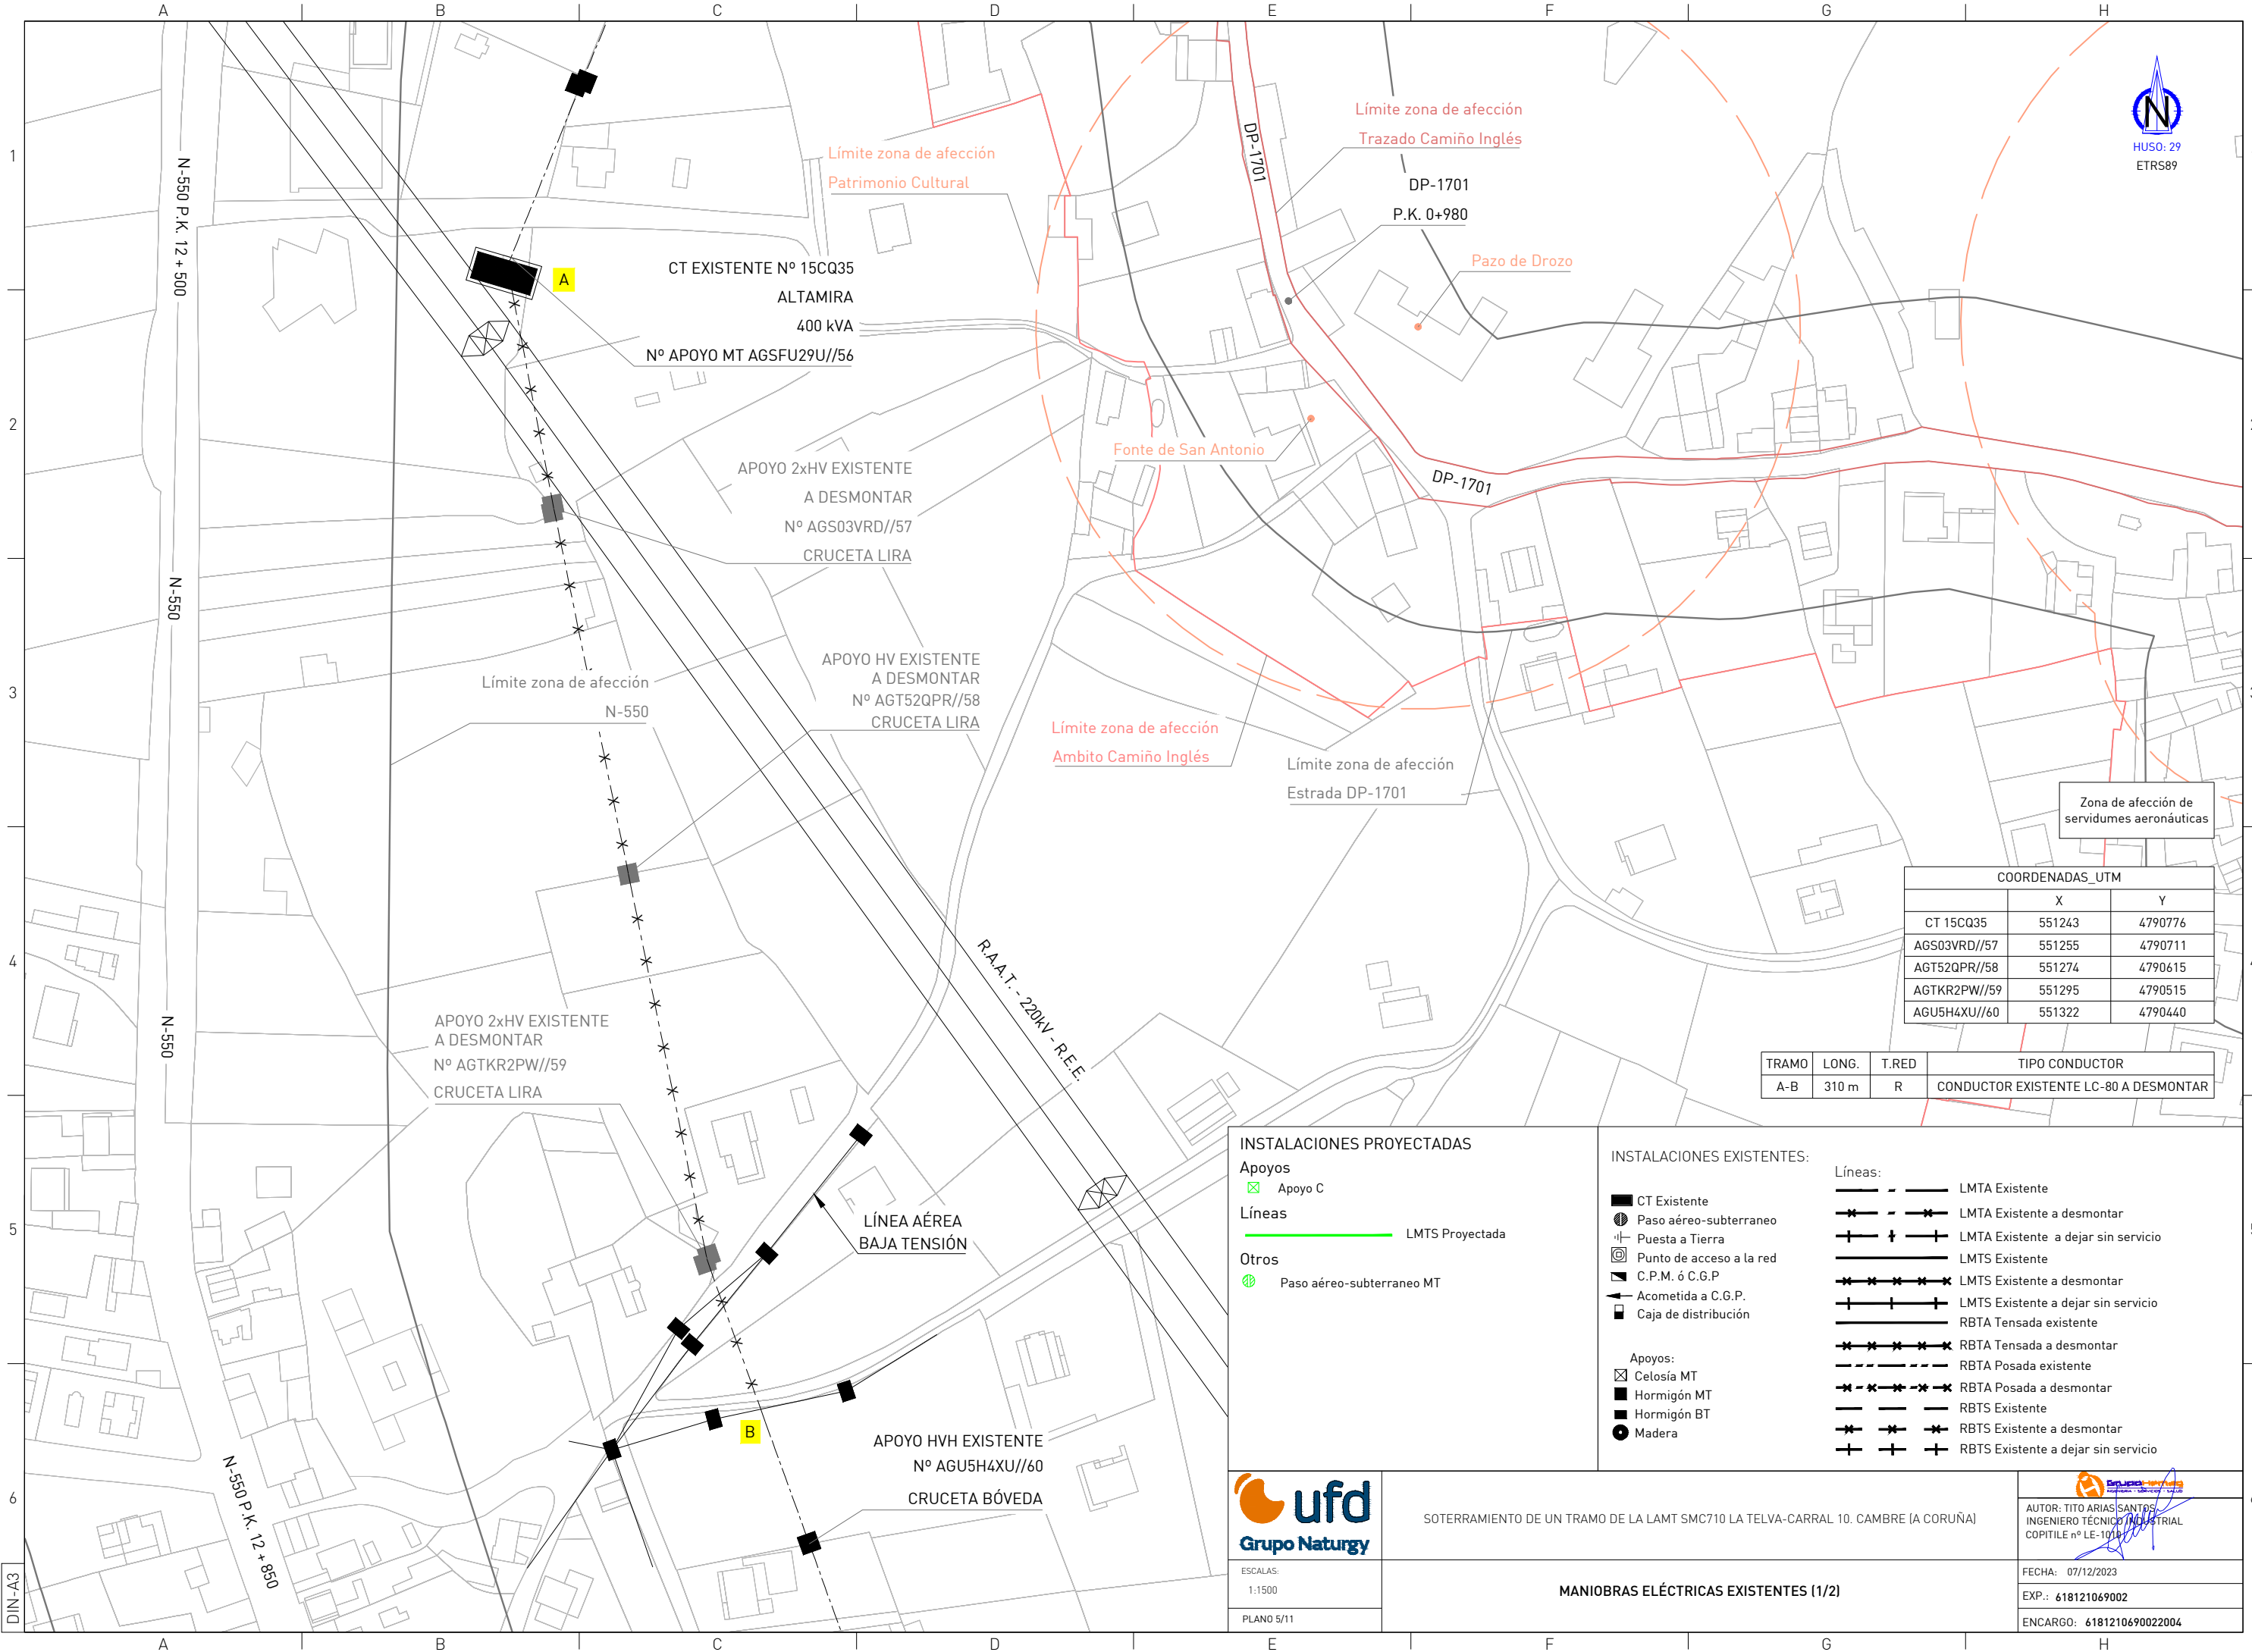 A B C D E F G H
1
2
3
4
5
6
N-550 P.K. 12 + 500
N-550
N-550
N-550 P.K. 12 + 850
A
CT EXISTENTE Nº 15CQ35
ALTAMIRA
400 kVA
Nº APOYO MT AGSFU29U//56
Límite zona de afección
Patrimonio Cultural
DP-1701
Límite zona de afección
Trazado Camiño Inglés
DP-1701
P.K. 0+980
Pazo de Drozo
N
HUSO: 29
ETRS89
Fonte de San Antonio
DP-1701
APOYO 2xHV EXISTENTE
A DESMONTAR
Nº AGS03VRD//57
CRUCETA LIRA
APOYO HV EXISTENTE
A DESMONTAR
Nº AGT52QPR//58
CRUCETA LIRA
Límite zona de afección
N-550
Límite zona de afección
Ambito Camiño Inglés
Límite zona de afección
Estrada DP-1701
Zona de afección de
servidumes aeronáuticas
COORDENADAS_UTM
X Y
CT 15CQ35 551243 4790776
AGS03VRD//57 551255 4790711
AGT52QPR//58 551274 4790615
AGTKR2PW//59 551295 4790515
AGU5H4XU//60 551322 4790440
TRAMO LONG. T.RED TIPO CONDUCTOR
A-B 310 m R CONDUCTOR EXISTENTE LC-80 A DESMONTAR
R.A.A.T. - 220kV - R.E.E.
APOYO 2xHV EXISTENTE
A DESMONTAR
Nº AGTKR2PW//59
CRUCETA LIRA
LÍNEA AÉREA
BAJA TENSIÓN
B
APOYO HVH EXISTENTE
Nº AGU5H4XU//60
CRUCETA BÓVEDA
INSTALACIONES PROYECTADAS
Apoyos
Apoyo C
Líneas
LMTS Proyectada
Otros
Paso aéreo-subterraneo MT
INSTALACIONES EXISTENTES:
CT Existente
Paso aéreo-subterraneo
Puesta a Tierra
Punto de acceso a la red
C.P.M. ó C.G.P
Acometida a C.G.P.
Caja de distribución
Apoyos:
Celosía MT
Hormigón MT
Hormigón BT
Madera
Líneas:
LMTA Existente
LMTA Existente a desmontar
LMTA Existente a dejar sin servicio
LMTS Existente
LMTS Existente a desmontar
LMTS Existente a dejar sin servicio
RBTA Tensada existente
RBTA Tensada a desmontar
RBTA Posada existente
RBTA Posada a desmontar
RBTS Existente
RBTS Existente a desmontar
RBTS Existente a dejar sin servicio
ufd
Grupo Naturgy
SOTERRAMIENTO DE UN TRAMO DE LA LAMT SMC710 LA TELVA-CARRAL 10. CAMBRE (A CORUÑA)
AUTOR: TITO ARIAS SANTOS
INGENIERO TÉCNICO INDUSTRIAL
COPITILE nº
ESCALAS:
1:1500
PLANO 5/11
MANIOBRAS ELÉCTRICAS EXISTENTES (1/2)
FECHA: 07/12/2023
EXP.: 618121069002
ENCARGO: 6181210690022004
DIN-A3
A B C D E F G H